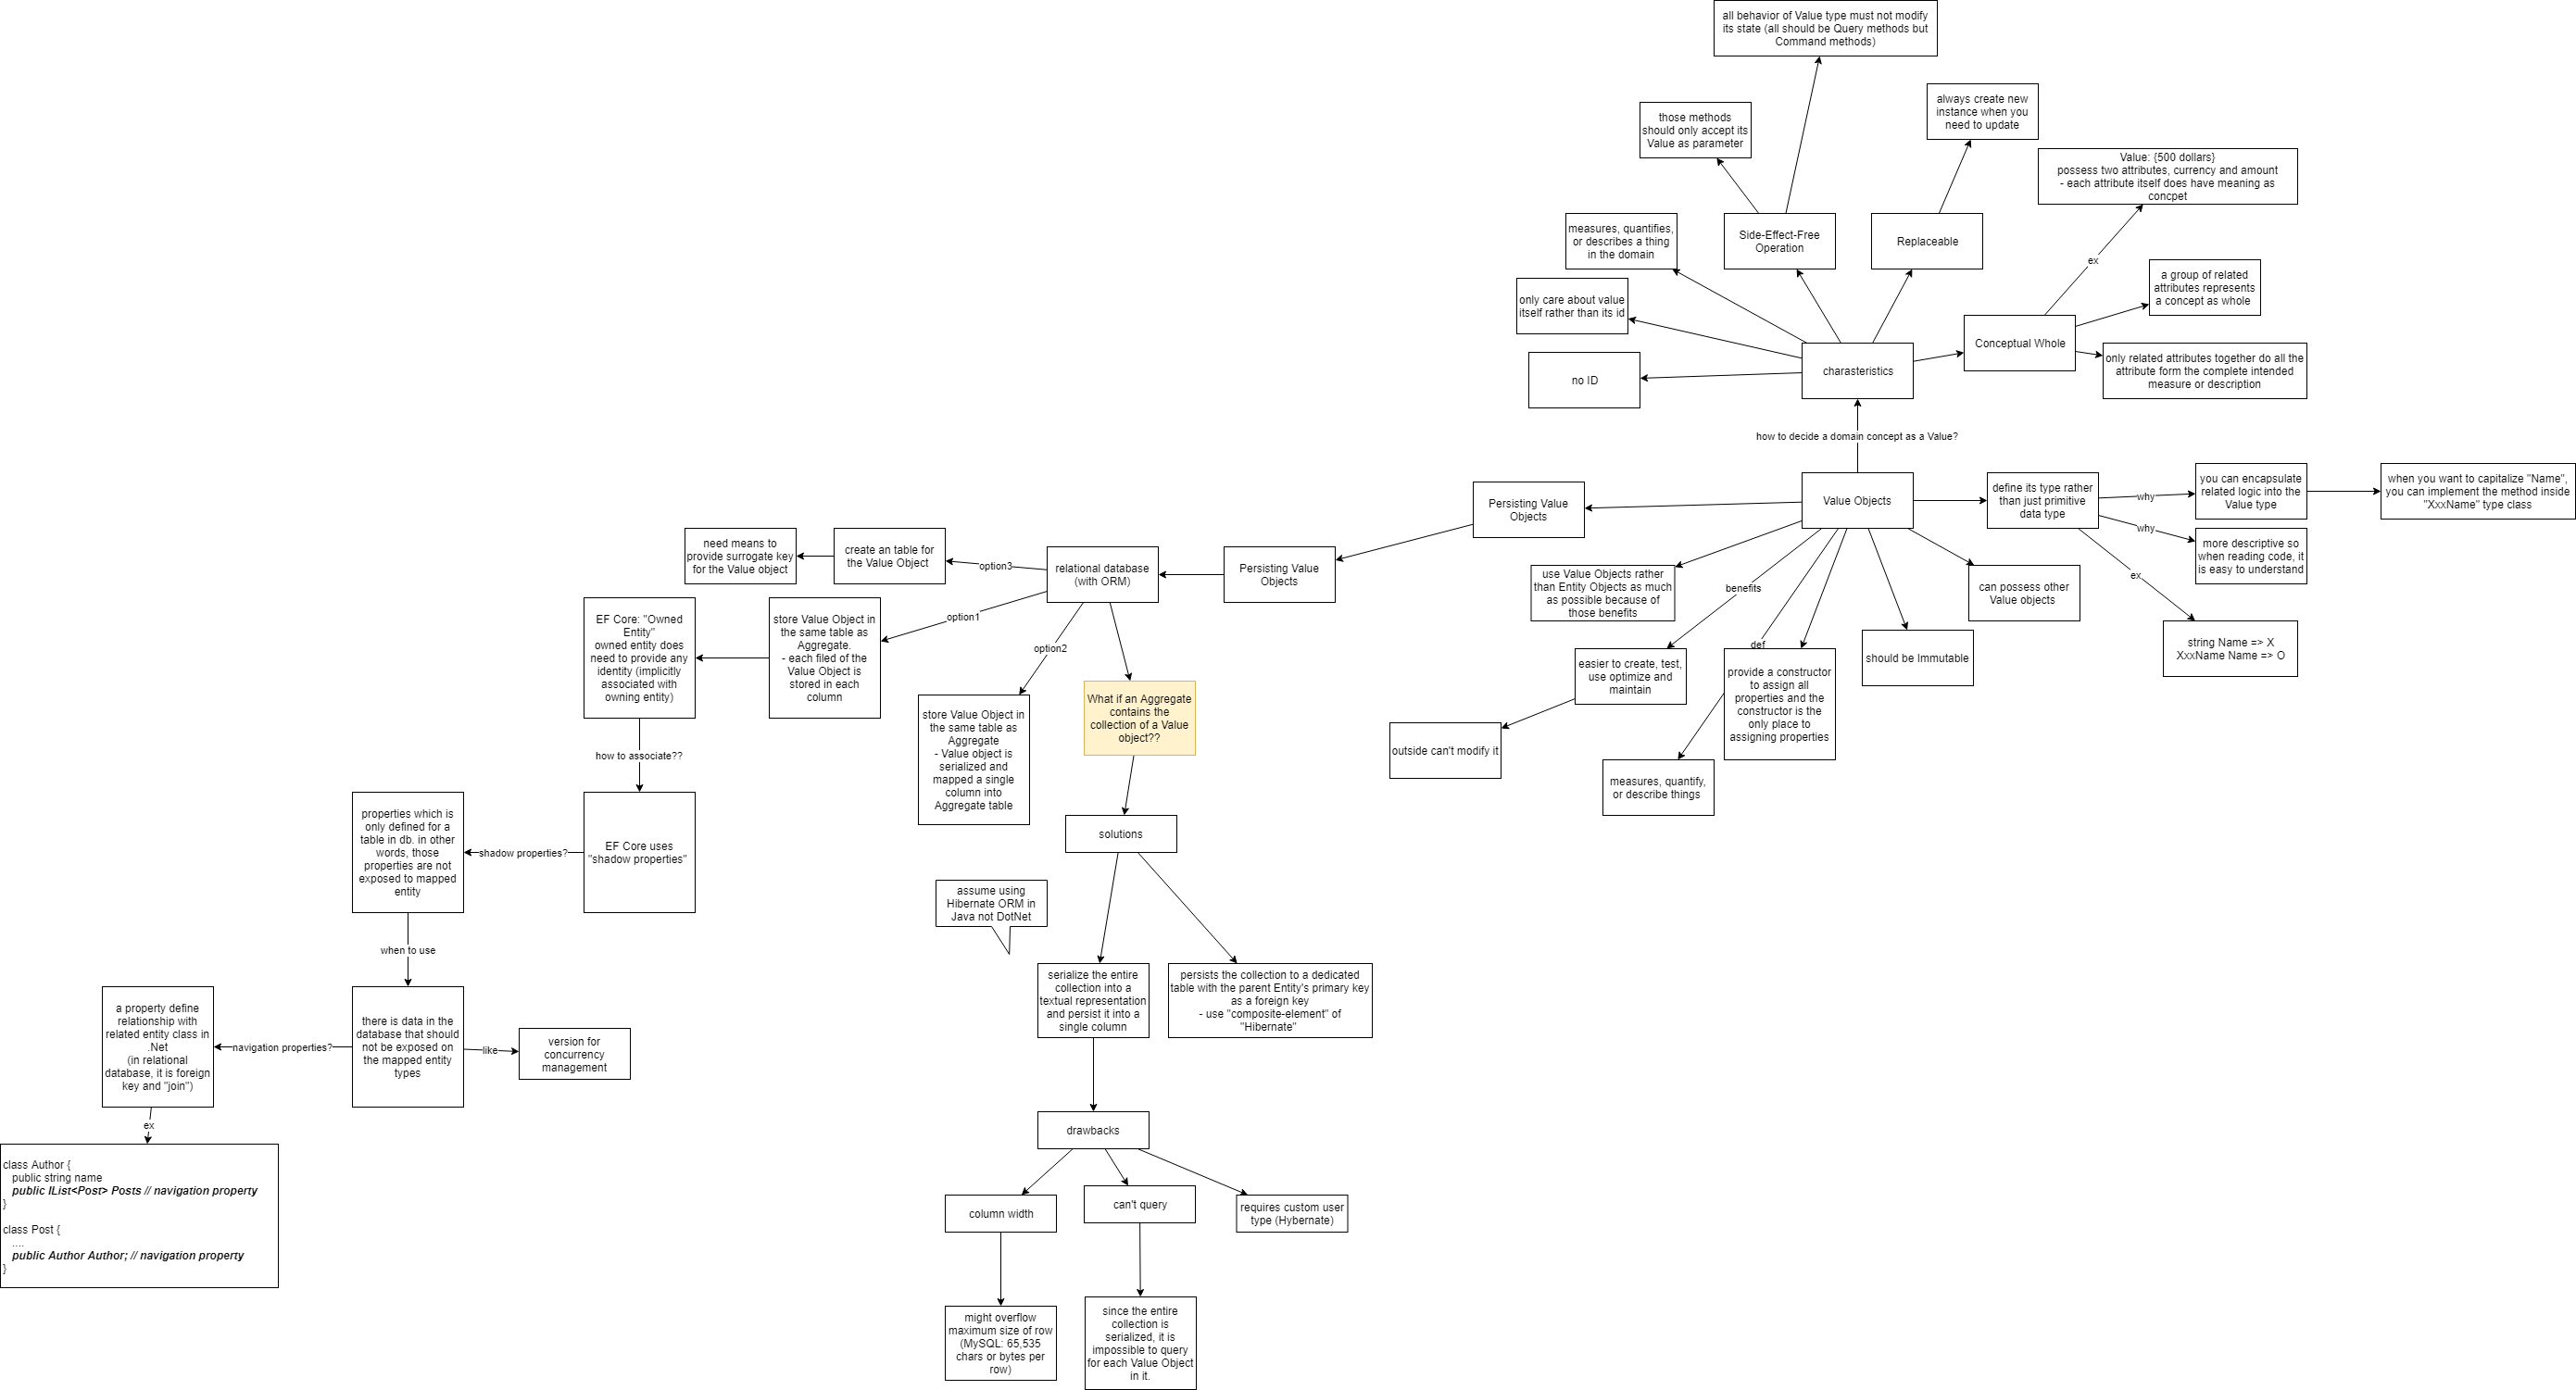 all behavior of Value type must not modify
its state (all should be Query methods but
Command methods)
always create new
instance when you
need to update
those methods
should only accept its
Value as parameter
Value: {500 dollars}
possess two attributes, currency and amount
- each attribute itself does have meaning as
concpet
measures, quantifies,
or describes a thing
in the domain
Side-Effect-Free
Operation
Replaceable
ex
a group of related
attributes represents
a concept as whole
only care about value
itself rather than its id
Conceptual Whole
only related attributes together do all the
attribute form the complete intended
measure or description
charasteristics
no ID
how to decide a domain concept as a Value?
Value Objects
define its type rather
than just primitive
data type
why
you can encapsulate
related logic into the
Value type
when you want to capitalize "Name",
you can implement the method inside
"XxxName" type class
why
more descriptive so
when reading code, it
is easy to understand
ex
string Name => X
XxxName Name => O
Persisting Value
Objects
Persisting Value
Objects
use Value Objects rather
than Entity Objects as much
as possible because of
those benefits
benefits
easier to create, test,
use optimize and
maintain
outside can't modify it
def
measures, quantify,
or describe things
provide a constructor
to assign all
properties and the
constructor is the
only place to
assigning properties
should be Immutable
can possess other
Value objects
relational database
(with ORM)
option3
create an table for
the Value Object
need means to
provide surrogate key
for the Value object
option1
store Value Object in
the same table as
Aggregate.
- each filed of the
Value Object is
stored in each
column
EF Core: "Owned
Entity"
owned entity does
need to provide any
identity (implicitly
associated with
owning entity)
option2
store Value Object in
the same table as
Aggregate
- Value object is
serialized and
mapped a single
column into
Aggregate table
What if an Aggregate
contains the
collection of a Value
object??
how to associate??
EF Core uses
"shadow properties"
shadow properties?
properties which is
only defined for a
table in db. in other
words, those
properties are not
exposed to mapped
entity
when to use
there is data in the
database that should
not be exposed on
the mapped entity
types
like
version for
concurrency
management
navigation properties?
a property define
relationship with
related entity class in
.Net
(in relational
database, it is foreign
key and "join")
ex
class Author {
public string name
public IList<Post> Posts // navigation property
}
class Post {
....
public Author Author; // navigation property
}
solutions
assume using
Hibernate ORM in
Java not DotNet
serialize the entire
collection into a
textual representation
and persist it into a
single column
persists the collection to a dedicated
table with the parent Entity's primary key
as a foreign key
- use "composite-element" of
"Hibernate"
drawbacks
column width
can't query
requires custom user
type (Hybernate)
might overflow
maximum size of row
(MySQL: 65,535
chars or bytes per
row)
since the entire
collection is
serialized, it is
impossible to query
for each Value Object
in it.